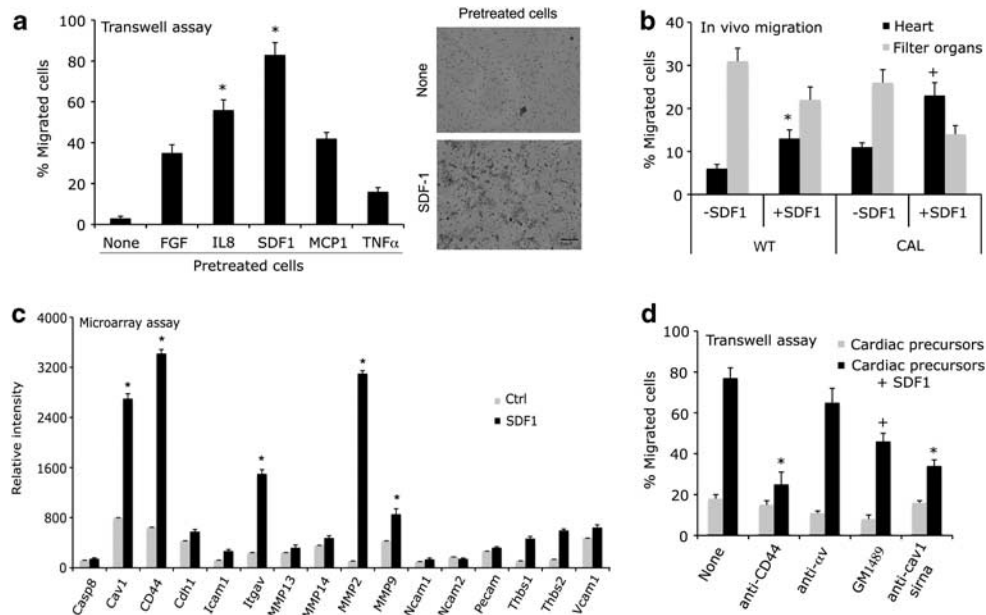 a
Transwell assay
% Migrated cells
100
80
60
40
20
0
*
*
None FGF IL8 SDF1 MCP1 TNFα
Pretreated cells
Pretreated cells
None
SDF-1
b
In vivo migration
Heart
Filter organs
% Migrated cells
40
30
20
10
0
*
+
-SDF1 +SDF1 -SDF1 +SDF1
WT CAL
c
Microarray assay
Relative intensity
4000
3200
2400
1600
800
0
Ctrl
SDF1
*
*
*
*
*
Casp8 Cav1 CD44 Cdh1 Icam1 Itgav MMP13 MMP14 MMP2 MMP9 Ncam1 Ncam2 Pecam Thbs1 Thbs2 Vcam1
d
Transwell assay
Cardiac precursors
Cardiac precursors
+ SDF1
% Migrated cells
100
80
60
40
20
0
*
+
*
None anti-CD44 anti-αv GM1489 anti-cav1
sirna